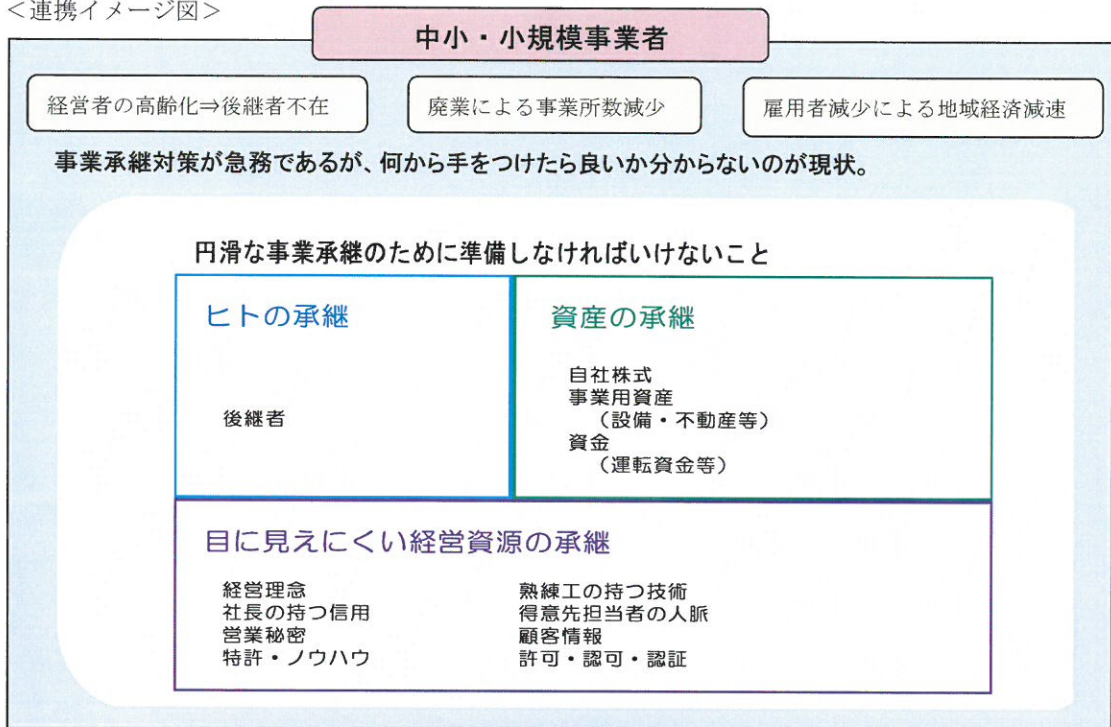 ＜連携イメージ図＞
中小・小規模事業者
経営者の高齢化⇒後継者不在
廃業による事業所数減少
雇用者減少による地域経済減速
事業承継対策が急務であるが、何から手をつけたら良いか分からないのが現状。
円滑な事業承継のために準備しなければいけないこと
ヒトの承継
後継者
資産の承継
自社株式
事業用資産
（設備・不動産等）
資金
（運転資金等）
目に見えにくい経営資源の承継
経営理念
社長の持つ信用
営業秘密
特許・ノウハウ
熟練工の持つ技術
得意先担当者の人脈
顧客情報
許可・認可・認証